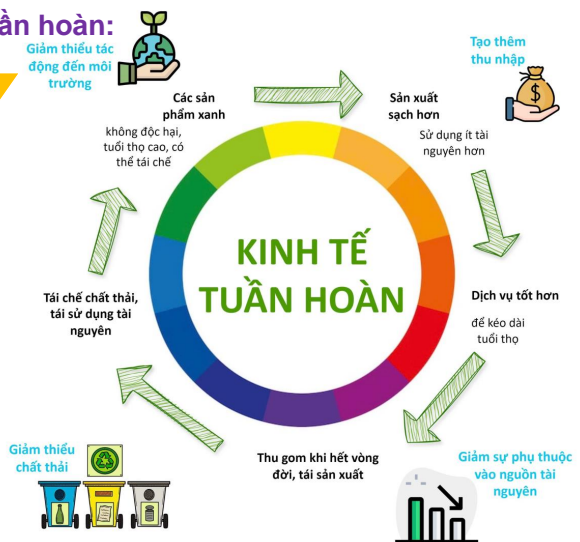 ần hoàn:
Giảm thiểu tác
động đến môi
trường
Tạo thêm
thu nhập
Các sản
phẩm xanh
không độc hại,
tuổi thọ cao, có
thể tái chế
Sản xuất
sạch hơn
Sử dụng ít tài
nguyên hơn
KINH TẾ
TUẦN HOÀN
Tái chế chất thải,
tái sử dụng tài
nguyên
Dịch vụ tốt hơn
để kéo dài
tuổi thọ
Thu gom khi hết vòng
đời, tái sản xuất
Giảm thiểu
chất thải
Giảm sự phụ thuộc
vào nguồn tài
nguyên